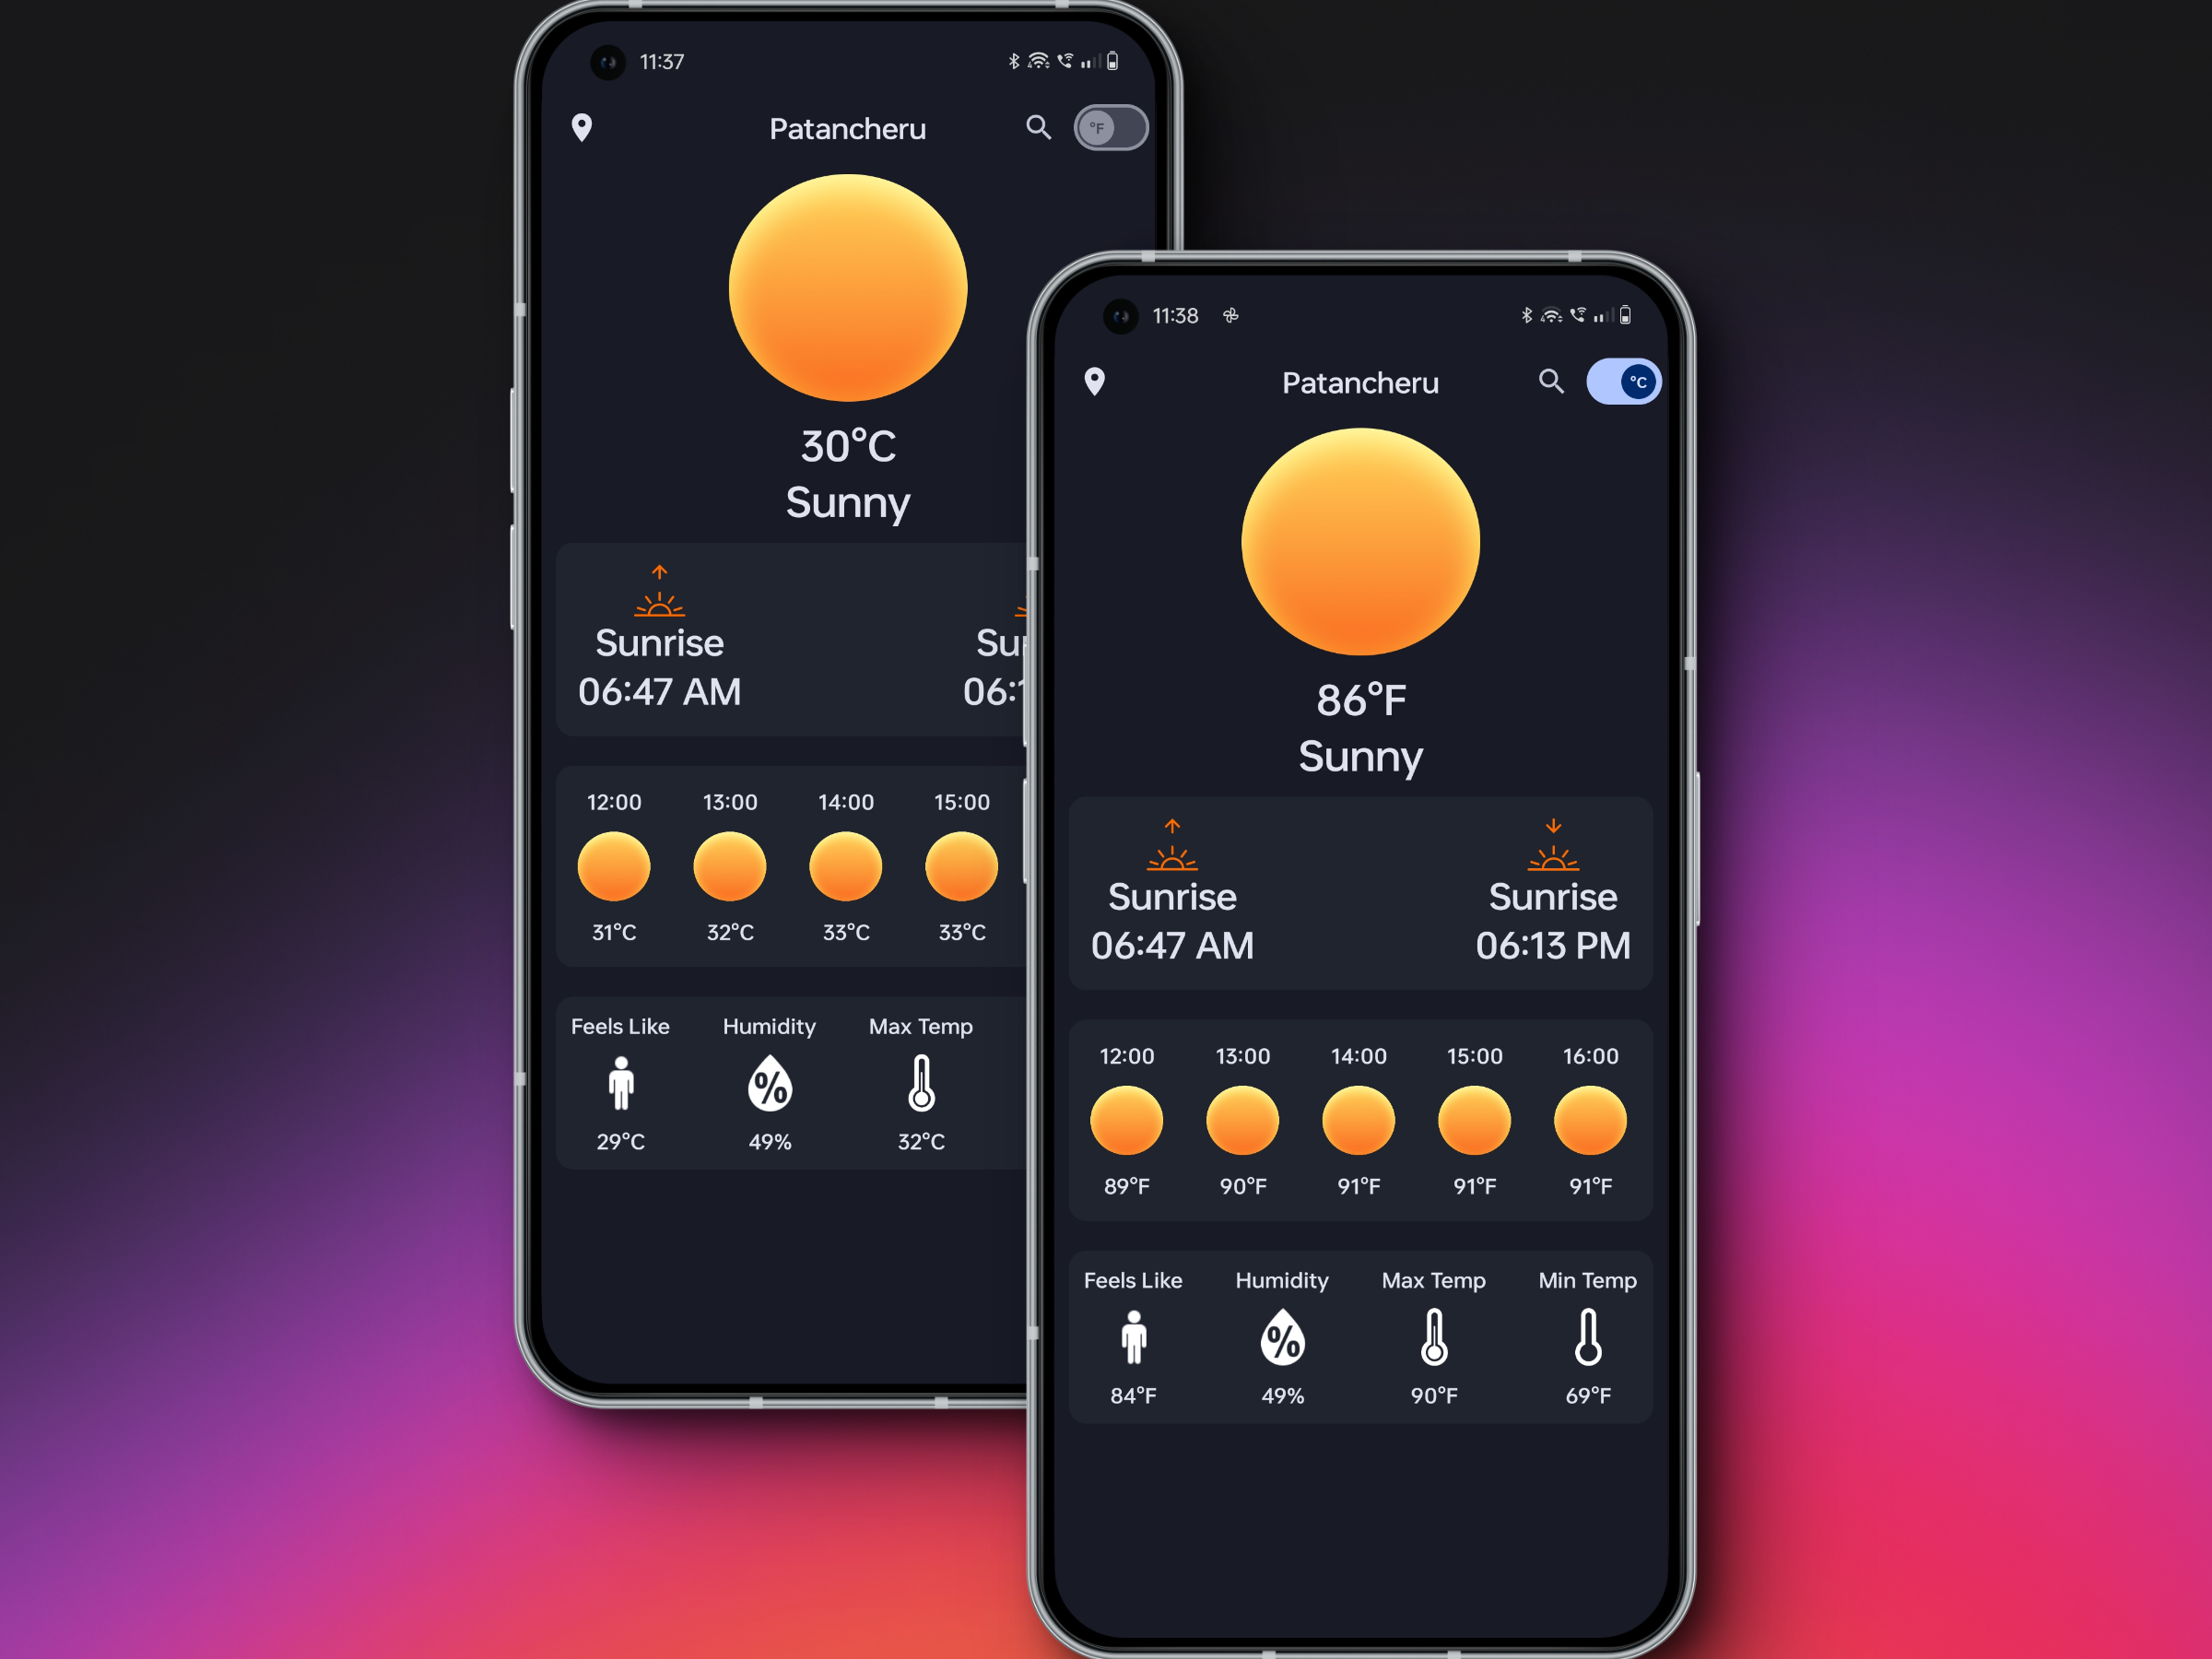 11:37
Patancheru
°F
30°C
Sunny
Sunrise
06:47 AM
12:00 13:00 14:00 15:00
31°C 32°C 33°C 33°C
Feels Like Humidity Max Temp
%
29°C 49% 32°C
11:38
Patancheru
°C
86°F
Sunny
Sunrise Sunrise
06:47 AM 06:13 PM
12:00 13:00 14:00 15:00 16:00
89°F 90°F 91°F 91°F 91°F
Feels Like Humidity Max Temp Min Temp
%
84°F 49% 90°F 69°F